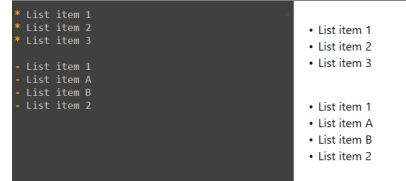 * List item 1
* List item 2
* List item 3
- List item 1
- List item A
- List item B
- List item 2
• List item 1
• List item 2
• List item 3
• List item 1
• List item A
• List item B
• List item 2